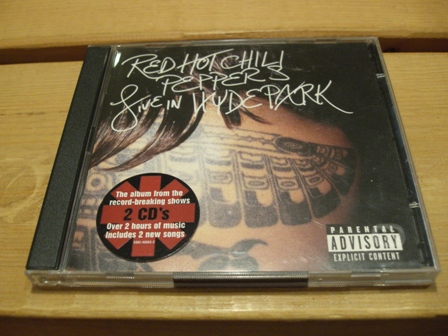 RED HOT CHILI
PEPPERS
Live in HYDE PARK
The album from the
record-breaking shows
2 CD's
Over 2 hours of music
Includes 2 new songs
PARENTAL
ADVISORY
EXPLICIT CONTENT